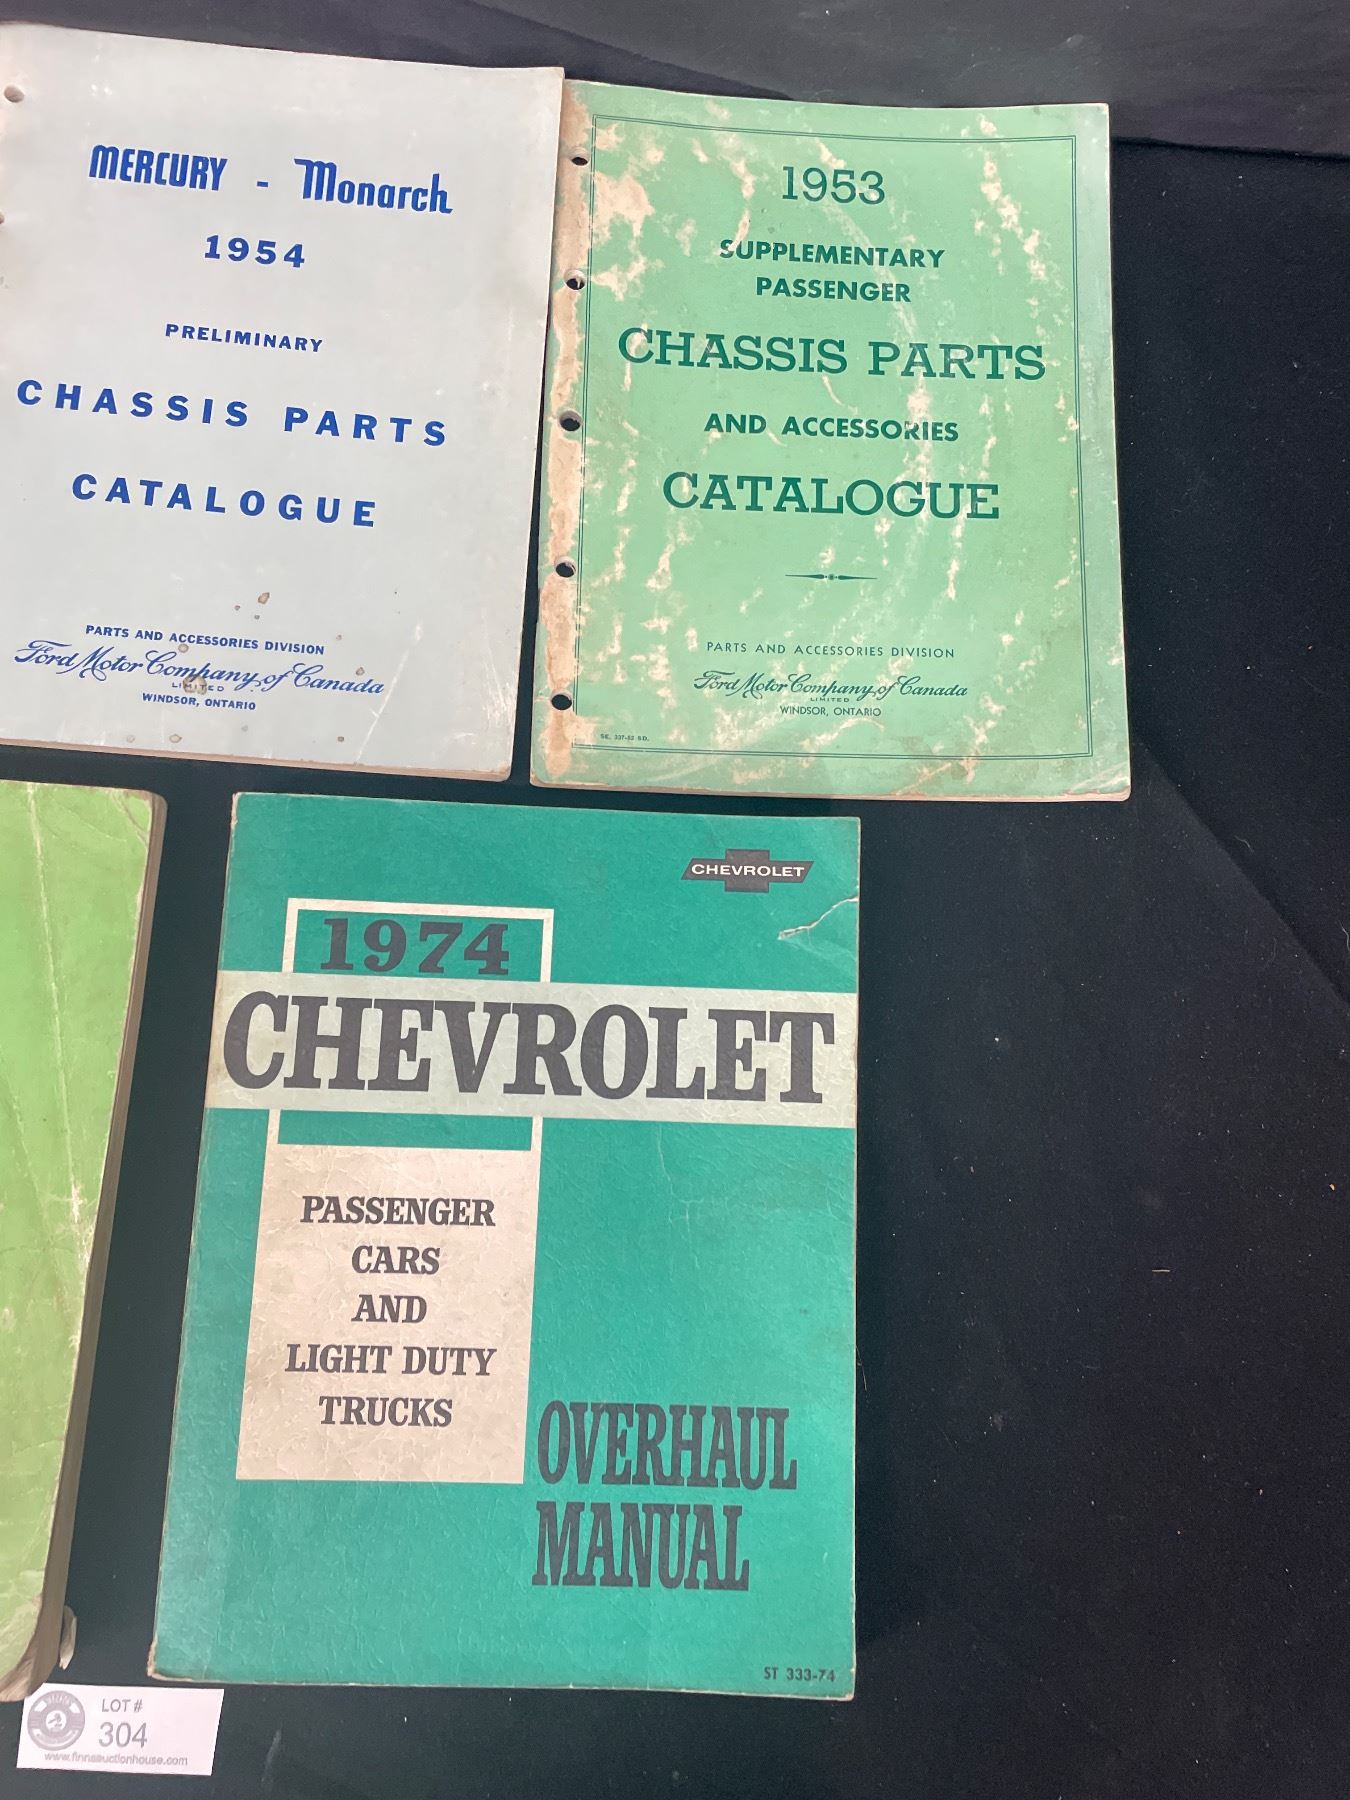 MERCURY - Monarch
1954
PRELIMINARY
CHASSIS PARTS
CATALOGUE
PARTS AND ACCESSORIES DIVISION
Ford Motor Company of Canada
LIMITED
WINDSOR, ONTARIO
1953
SUPPLEMENTARY
PASSENGER
CHASSIS PARTS
AND ACCESSORIES
CATALOGUE
PARTS AND ACCESSORIES DIVISION
Ford Motor Company of Canada
LIMITED
WINDSOR, ONTARIO
CHEVROLET
1974
CHEVROLET
PASSENGER
CARS
AND
LIGHT DUTY
TRUCKS
OVERHAUL
MANUAL
ST 333-74
LOT #
304
www.finnsauctionhouse.com